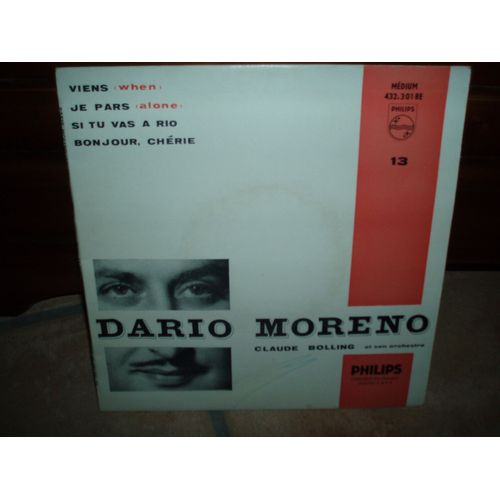 VIENS (when)
JE PARS (alone)
SI TU VAS A RIO
BONJOUR, CHÉRIE
MÉDIUM
432.301 BE
PHILIPS
13
DARIO MORENO
CLAUDE BOLLING et son orchestre
PHILIPS